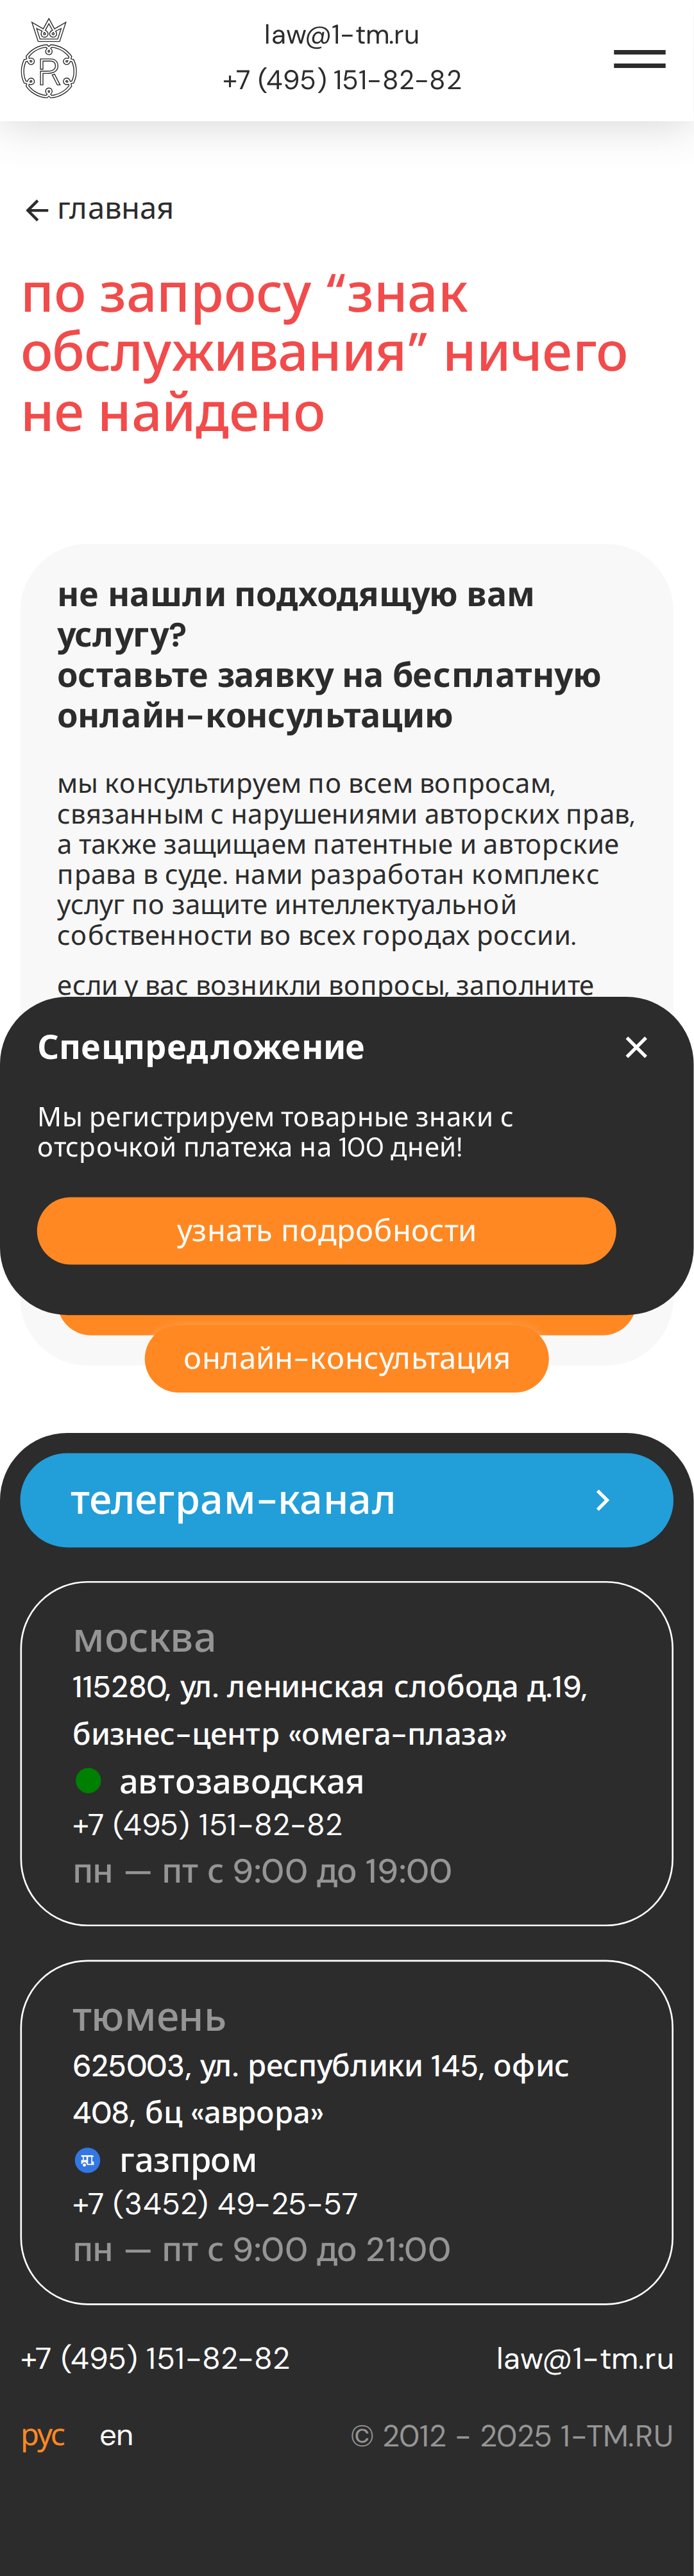 law@1-tm.ru
+7 (495) 151-82-82
R
← главная
по запросу “знак
обслуживания” ничего
не найдено
не нашли подходящую вам
услугу?
оставьте заявку на бесплатную
онлайн-консультацию
мы консультируем по всем вопросам,
связанным с нарушениями авторских прав,
а также защищаем патентные и авторские
права в суде. нами разработан комплекс
услуг по защите интеллектуальной
собственности во всех городах россии.
если у вас возникли вопросы, заполните
Спецпредложение
Мы регистрируем товарные знаки с
отсрочкой платежа на 100 дней!
узнать подробности
онлайн-консультация
телеграм-канал
москва
115280, ул. ленинская слобода д.19,
бизнес-центр «омега-плаза»
автозаводская
+7 (495) 151-82-82
пн — пт с 9:00 до 19:00
тюмень
625003, ул. республики 145, офис
408, бц «аврора»
газпром
+7 (3452) 49-25-57
пн — пт с 9:00 до 21:00
+7 (495) 151-82-82
law@1-tm.ru
рус en
© 2012 - 2025 1-TM.RU